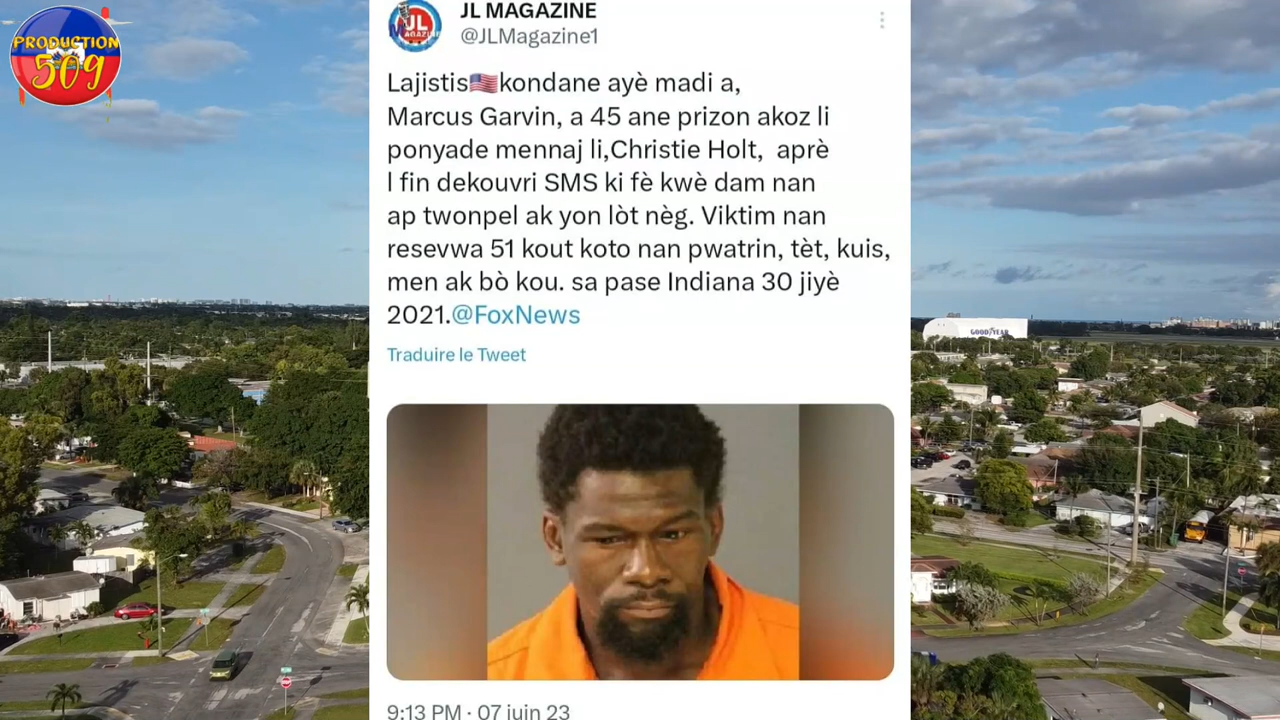 PRODUCTION
509
JL MAGAZINE
@JLMagazine1
Lajistis🇺🇸kondane ayè madi a,
Marcus Garvin, a 45 ane prizon akoz li
ponyade mennaj li,Christie Holt, aprè
l fin dekouvri SMS ki fè kwè dam nan
ap twonpel ak yon lòt nèg. Viktim nan
resevwa 51 kout koto nan pwatrin, tèt, kuis,
men ak bò kou. sa pase Indiana 30 jiyè
2021.@FoxNews
Traduire le Tweet
9:13 PM · 07 juin 23
GOODYEAR